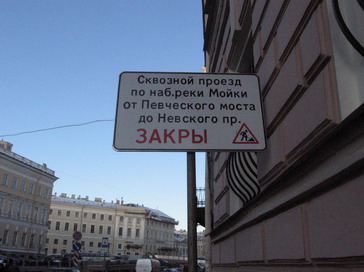 Сквозной проезд
по наб.реки Мойки
от Певческого моста
до Невского пр.
ЗАКРЫ